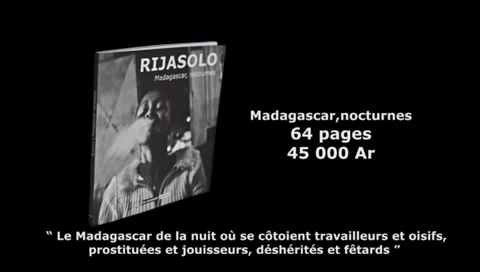 RIJASOLO
Madagascar, nocturnes
Madagascar,nocturnes
64 pages
45 000 Ar
“ Le Madagascar de la nuit où se côtoient travailleurs et oisifs,
prostituées et jouisseurs, déshérités et fêtards ”